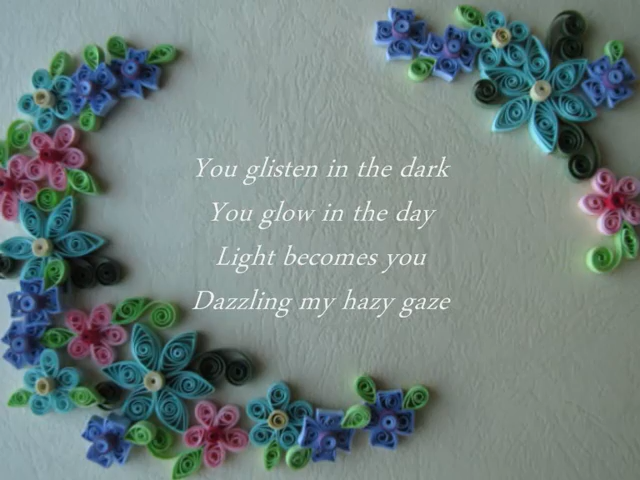 You glisten in the dark
You glow in the day
Light becomes you
Dazzling my hazy gaze